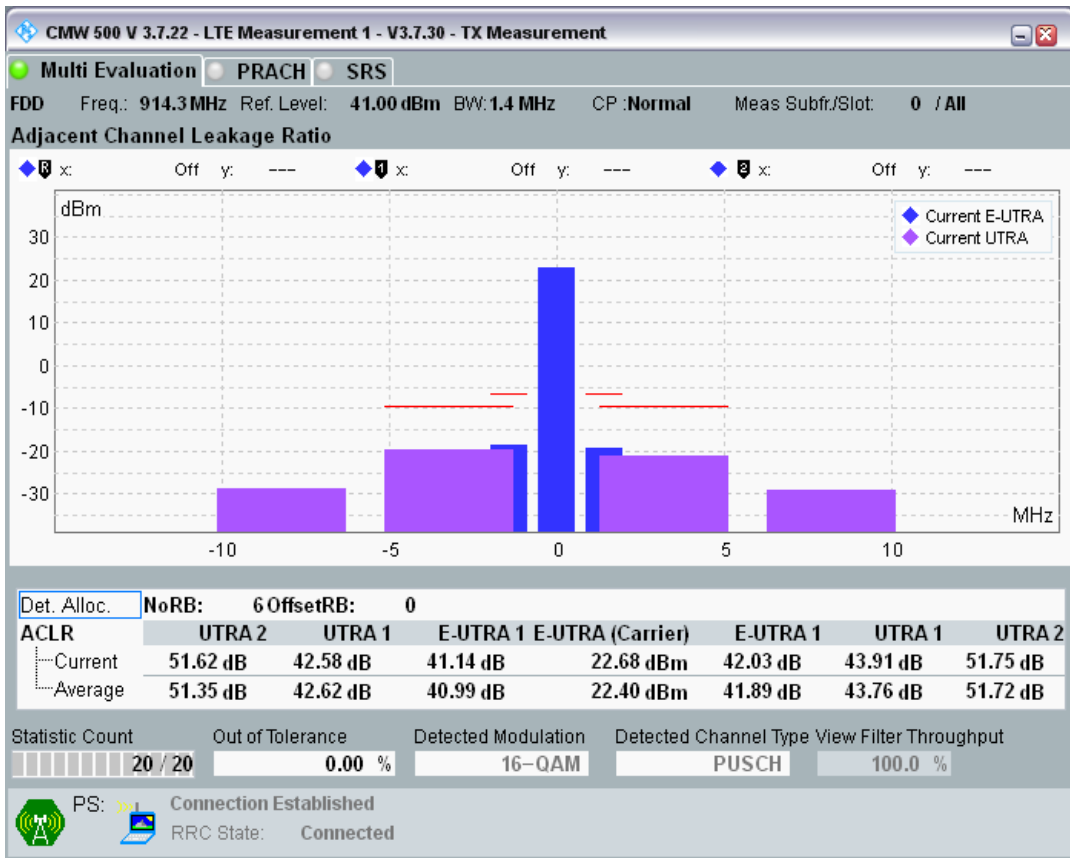 CMW 500 V 3.7.22 - LTE Measurement 1 - V3.7.30 - TX Measurement
Multi Evaluation PRACH SRS
FDD Freq.: 914.3 MHz Ref. Level: 41.00 dBm BW: 1.4 MHz CP :Normal Meas Subfr./Slot: 0 / All
Adjacent Channel Leakage Ratio
R x: Off y: --- 1 x: Off y: --- 2 x: Off y: ---
dBm
Current E-UTRA
Current UTRA
30
20
10
0
-10
-20
-30
MHz
-10 -5 0 5 10
Det. Alloc. NoRB: 6 OffsetRB: 0
ACLR UTRA 2 UTRA 1 E-UTRA 1 E-UTRA (Carrier) E-UTRA 1 UTRA 1 UTRA 2
Current 51.62 dB 42.58 dB 41.14 dB 22.68 dBm 42.03 dB 43.91 dB 51.75 dB
Average 51.35 dB 42.62 dB 40.99 dB 22.40 dBm 41.89 dB 43.76 dB 51.72 dB
Statistic Count Out of Tolerance Detected Modulation Detected Channel Type View Filter Throughput
20 / 20 0.00 % 16-QAM PUSCH 100.0 %
PS: Connection Established
RRC State: Connected